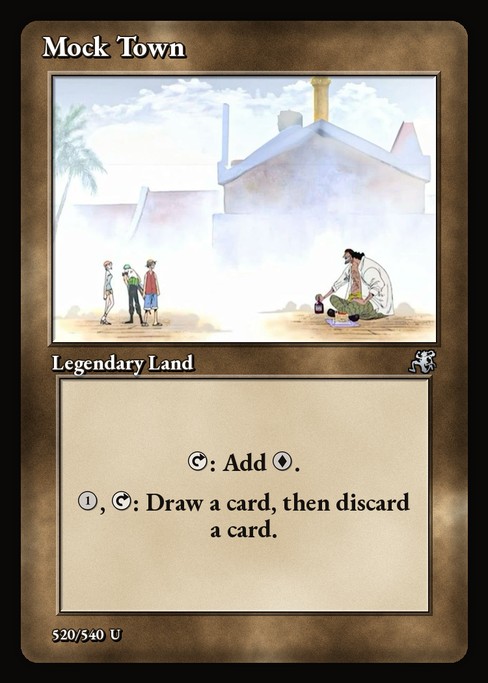 Mock Town
Legendary Land
: Add .
1, : Draw a card, then discard
a card.
520/540 U